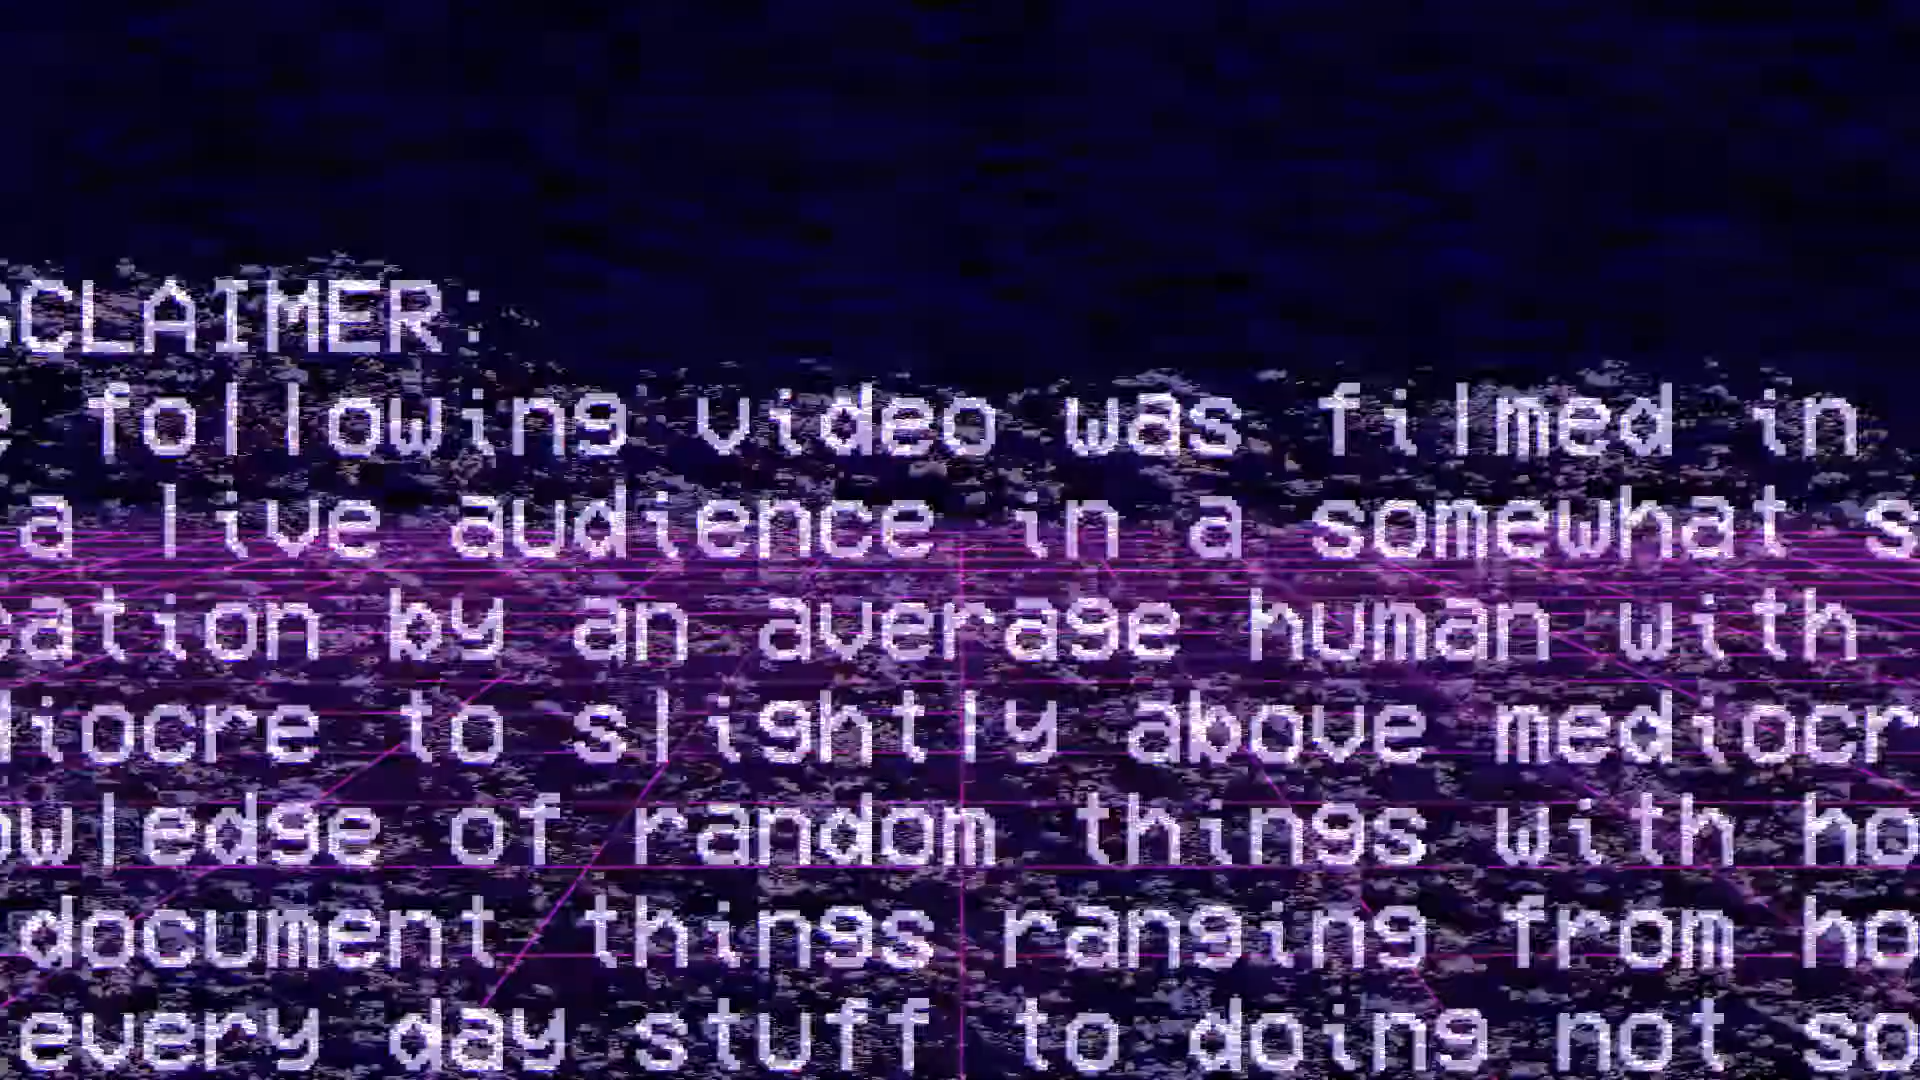 SCLAIMER:
e following video was filmed in
a live audience in a somewhat s
cation by an average human with
diocre to slightly above mediocr
owledge of random things with ho
document things ranging from ho
every day stuff to doing not so